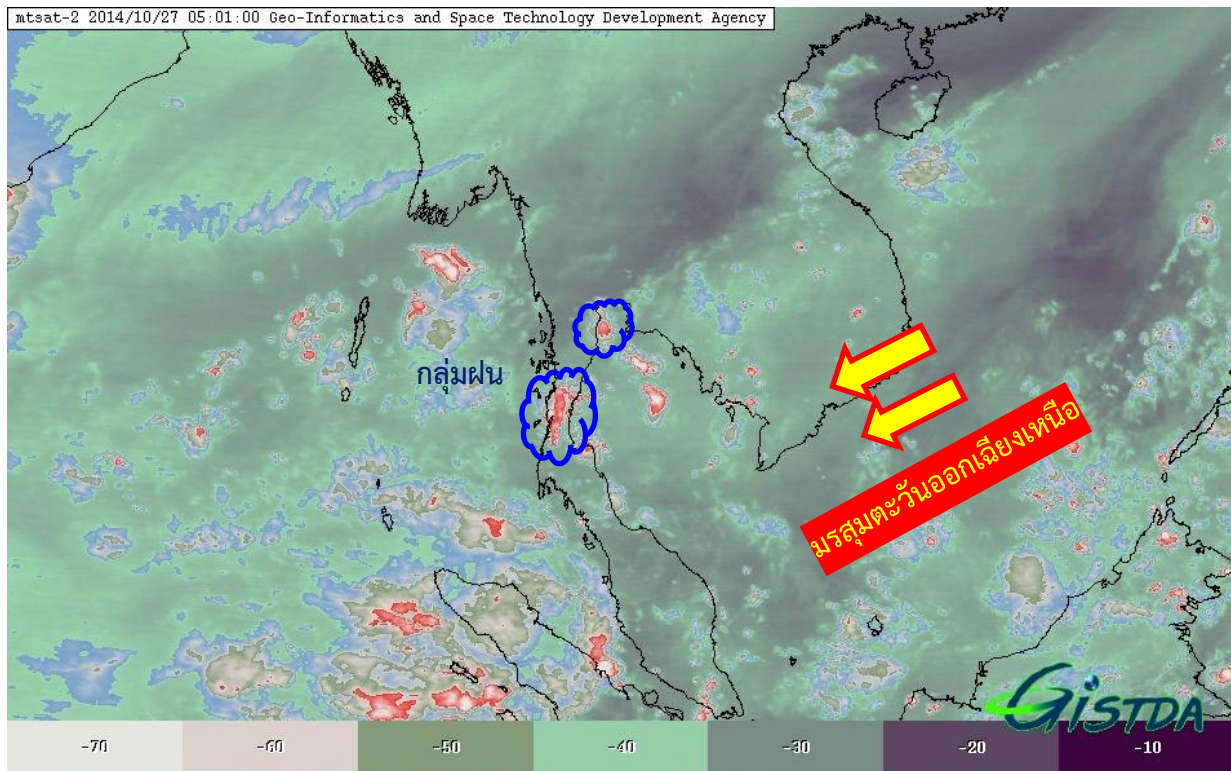 mtsat-2 2014/10/27 05:01:00 Geo-Informatics and Space Technology Development Agency
กลุ่มฝน
มรสุมตะวันออกเฉียงเหนือ
GISTDA
-70 -60 -50 -40 -30 -20 -10